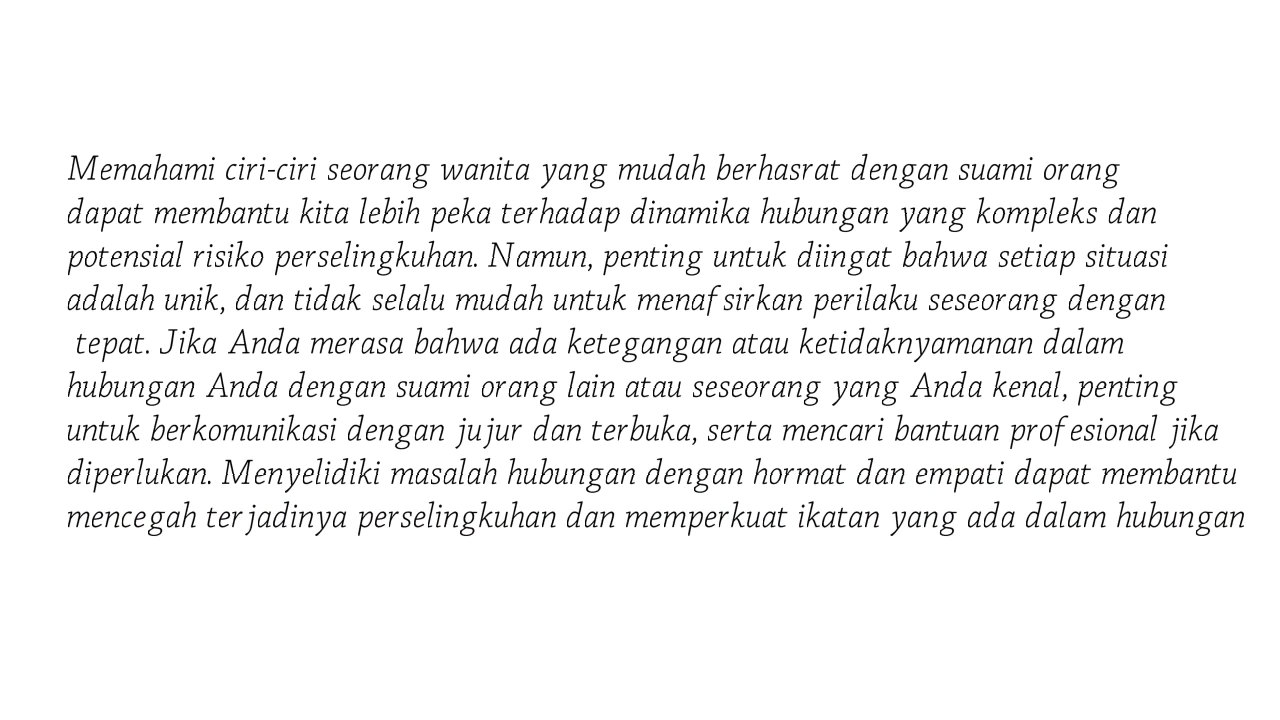 Memahami ciri-ciri seorang wanita yang mudah berhasrat dengan suami orang
dapat membantu kita lebih peka terhadap dinamika hubungan yang kompleks dan
potensial risiko perselingkuhan. Namun, penting untuk diingat bahwa setiap situasi
adalah unik, dan tidak selalu mudah untuk menafsirkan perilaku seseorang dengan
tepat. Jika Anda merasa bahwa ada ketegangan atau ketidaknyamanan dalam
hubungan Anda dengan suami orang lain atau seseorang yang Anda kenal, penting
untuk berkomunikasi dengan jujur dan terbuka, serta mencari bantuan profesional jika
diperlukan. Menyelidiki masalah hubungan dengan hormat dan empati dapat membantu
mencegah terjadinya perselingkuhan dan memperkuat ikatan yang ada dalam hubungan